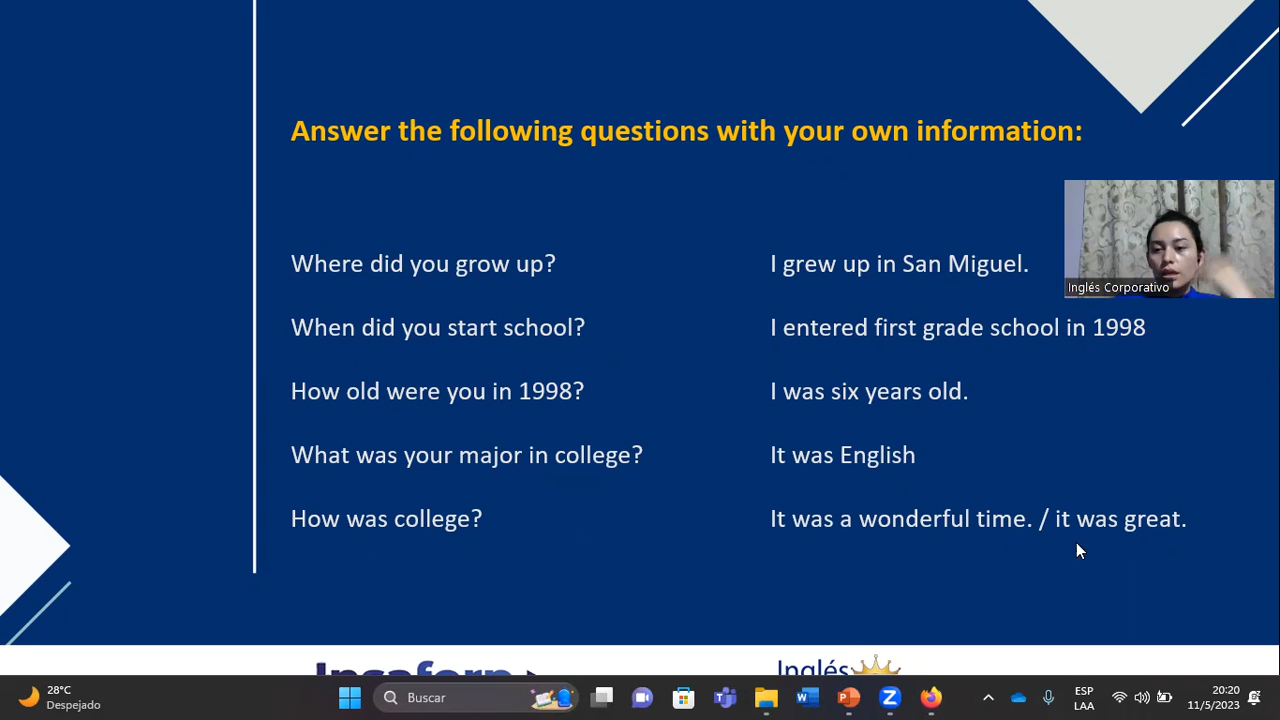 Answer the following questions with your own information:
Where did you grow up? I grew up in San Miguel.
Inglés Corporativo
When did you start school? I entered first grade school in 1998
How old were you in 1998? I was six years old.
What was your major in college? It was English
How was college? It was a wonderful time. / it was great.
Insaforp Inglés
28°C
Despejado
Buscar
ESP
LAA
20:20
11/5/2023